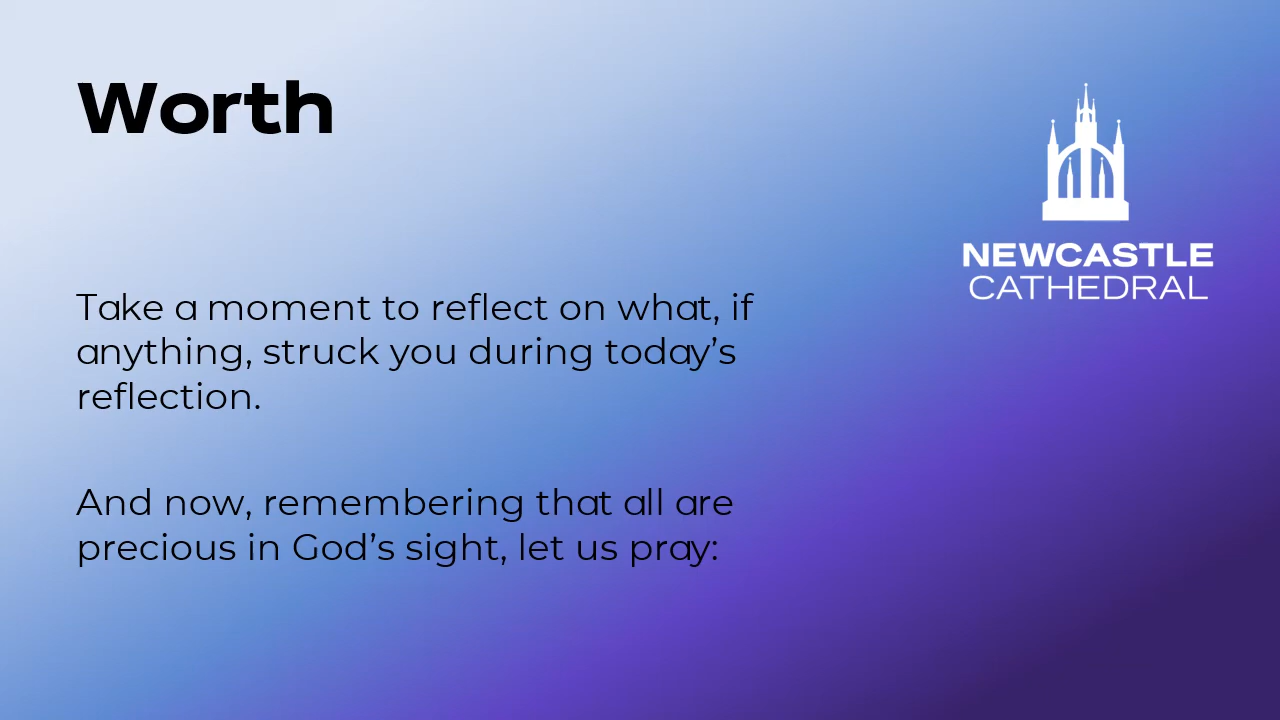 Worth
NEWCASTLE
CATHEDRAL
Take a moment to reflect on what, if
anything, struck you during today’s
reflection.
And now, remembering that all are
precious in God’s sight, let us pray: